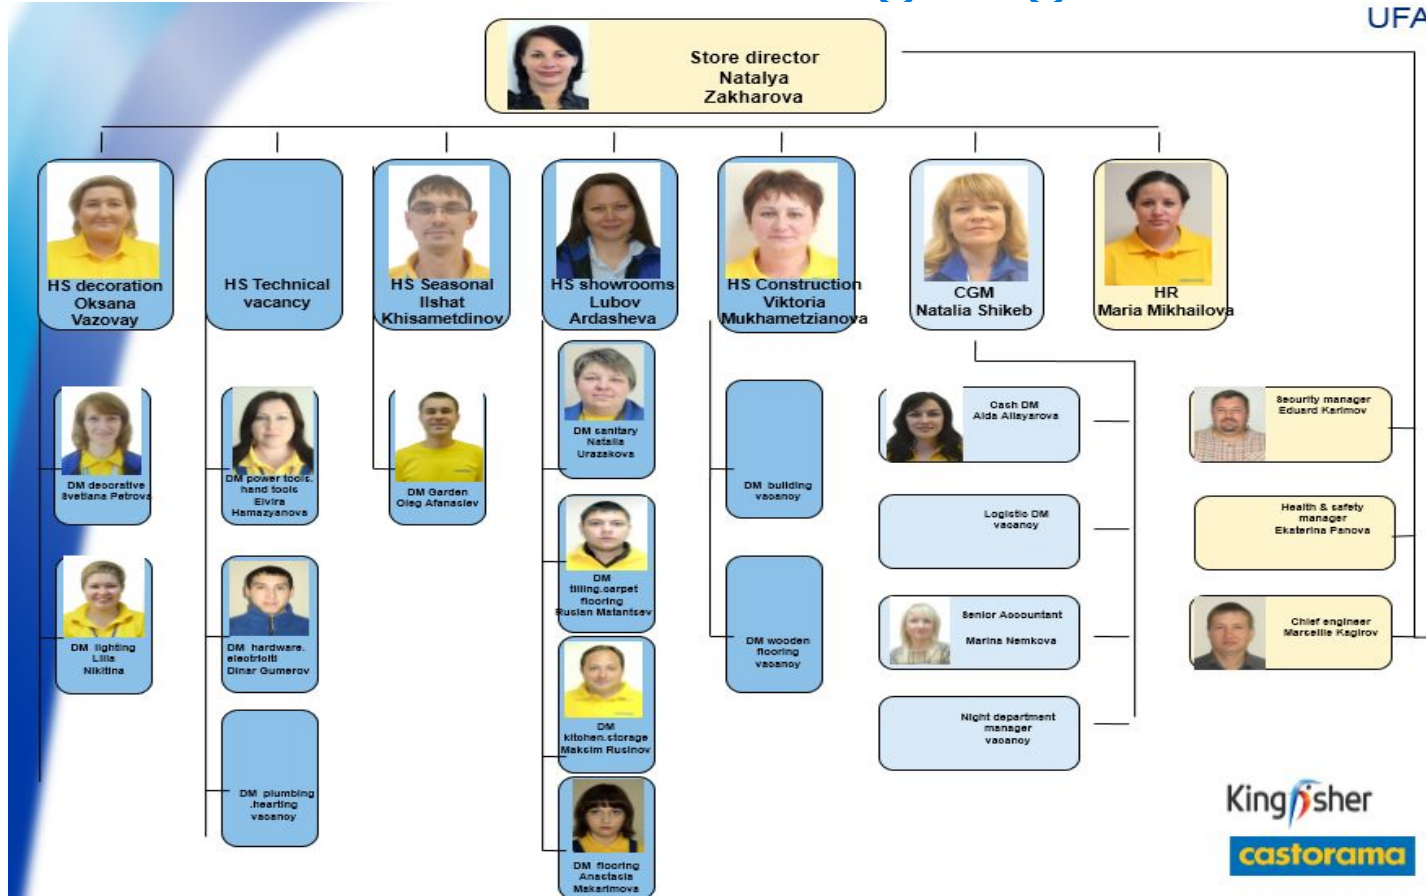 UFA
Store director
Natalya
Zakharova
HS decoration
Oksana
Vazovay
HS Technical
vacancy
HS Seasonal
Ilshat
Khisametdinov
HS showrooms
Lubov
Ardasheva
HS Construction
Viktoria
Mukhametzianova
CGM
Natalia Shikeb
HR
Maria Mikhailova
DM decorative
Svetlana Petrova
DM lighting
Lilia
Nikitina
DM power tools.
hand tools
Elvira
Hamazyanova
DM hardware.
electriciti
Dinar Gumerov
DM plumbing
.hearting
vacancy
DM Garden
Oleg Afanasiev
DM sanitary
Natalia
Urazakova
DM
tilling.carpet
flooring
Ruslan Matantsev
DM
kitchen.storage
Maksim Rusinov
DM flooring
Anastasia
Makarimova
DM building
vacancy
DM wooden
flooring
vacancy
Cash DM
Aida Allayarova
Logistic DM
vacancy
Senior Accountant
Marina Nemkova
Night department
manager
vacancy
Security manager
Eduard Karimov
Health & safety
manager
Ekaterina Panova
Chief engineer
Marseille Kagirov
Kingfisher
castorama